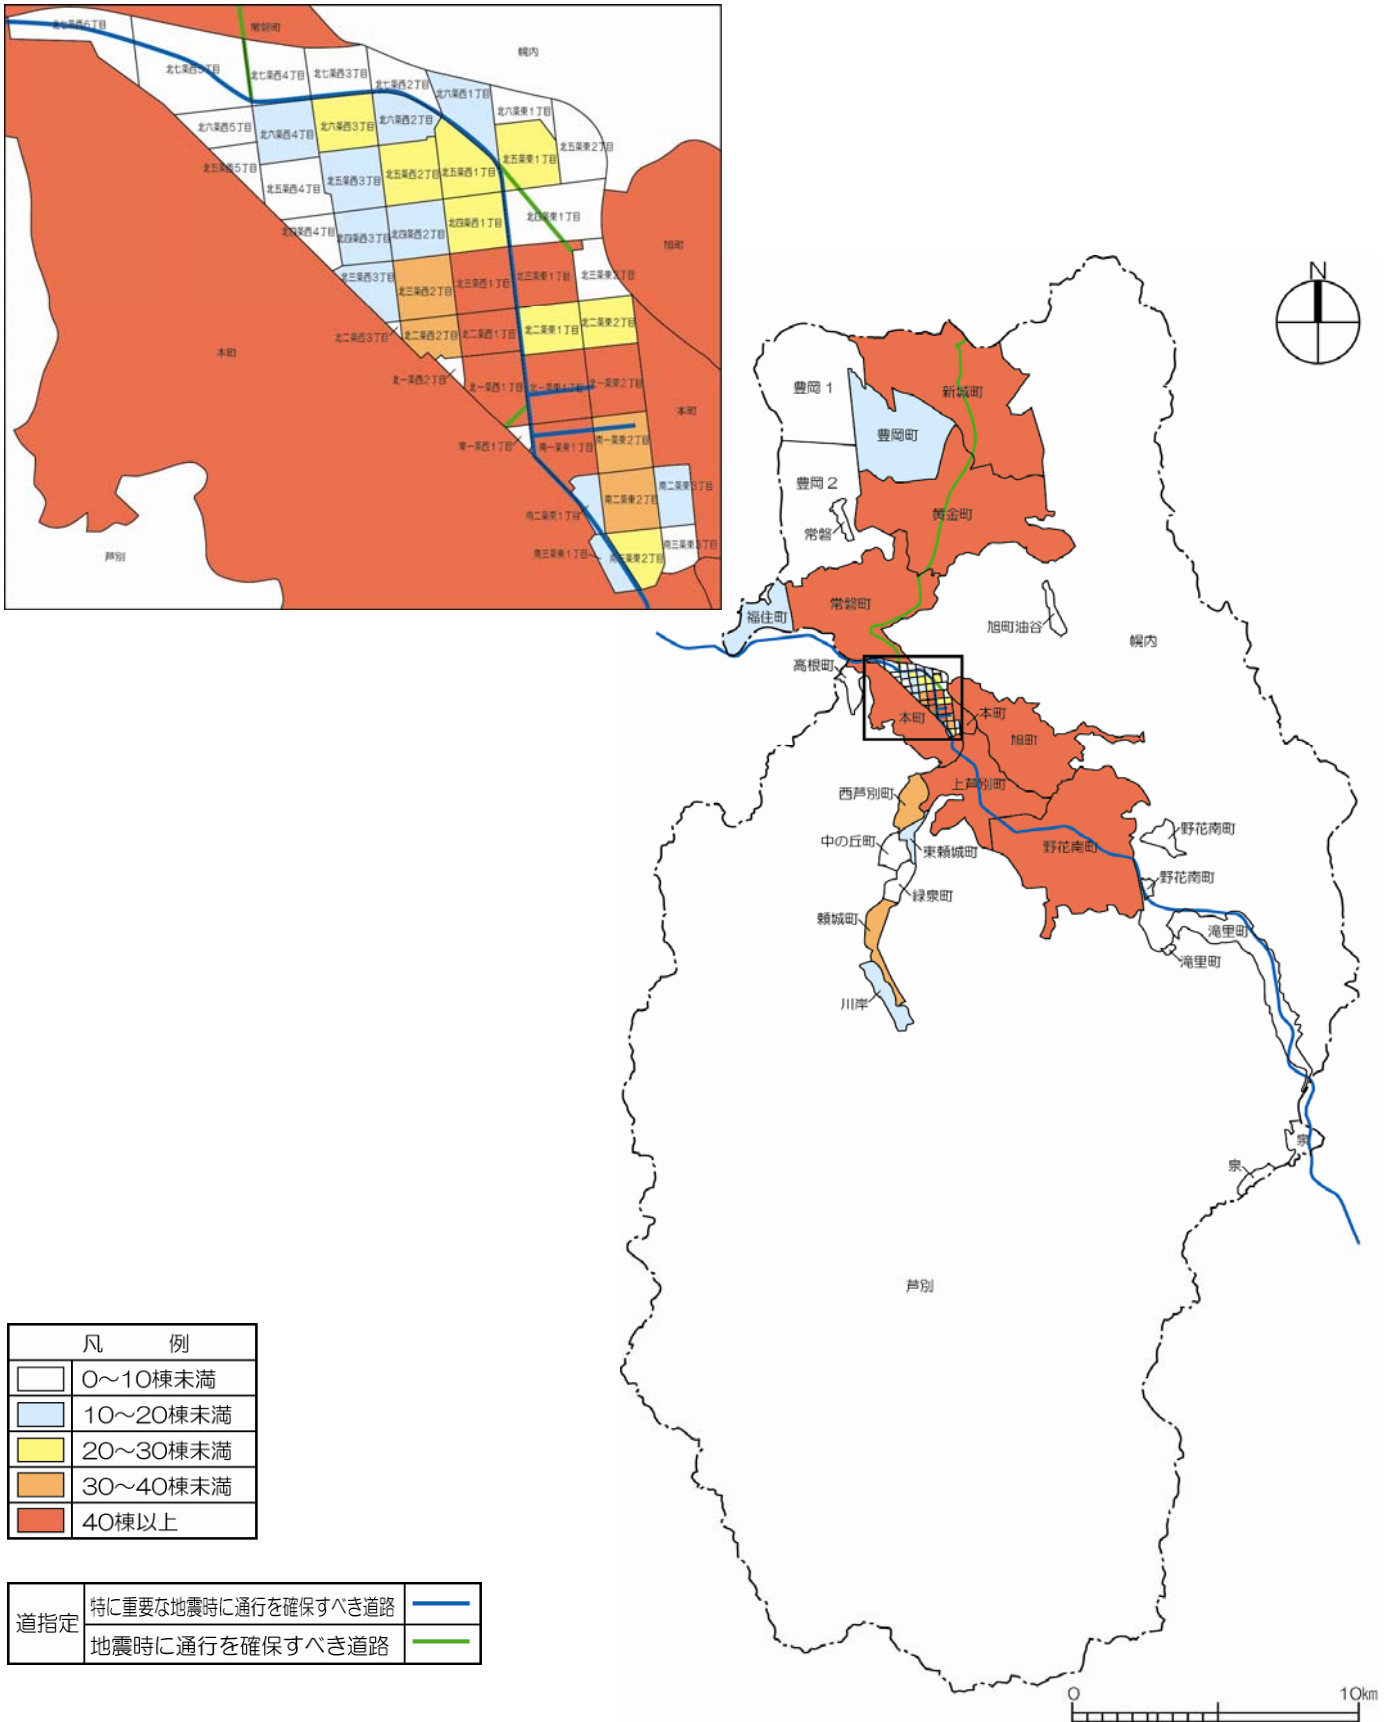 北七条西6丁目
常磐町
幌内
北七条西5丁目
北七条西4丁目
北七条西3丁目
北七条西2丁目
北六条西1丁目
北六条東1丁目
北六条西5丁目
北六条西4丁目
北六条西3丁目
北六条西2丁目
北五条東2丁目
北五条西5丁目
北五条西4丁目
北五条西3丁目
北五条西2丁目
北五条西1丁目
北五条東1丁目
北四条西4丁目
北四条西3丁目
北四条西2丁目
北四条西1丁目
北四条東1丁目
旭町
北三条西3丁目
北三条西2丁目
北三条西1丁目
北三条東1丁目
北三条東2丁目
北二条西3丁目
北二条西2丁目
北二条西1丁目
北二条東1丁目
北二条東2丁目
本町
北一条西2丁目
北一条西1丁目
北一条東1丁目
北一条東2丁目
本町
南一条西1丁目
南一条東1丁目
南一条東2丁目
南二条東1丁目
南二条東2丁目
南二条東3丁目
南三条東1丁目
南三条東2丁目
南三条東3丁目
芦別
N
豊岡1
新城町
豊岡町
豊岡2
黄金町
常磐
常磐町
福住町
旭町油谷
幌内
高根町
本町
本町
旭町
上芦別町
西芦別町
中の丘町
東頼城町
野花南町
野花南町
野花南町
緑泉町
頼城町
滝里町
滝里町
川岸
泉
泉
芦別
凡 例
0～10棟未満
10～20棟未満
20～30棟未満
30～40棟未満
40棟以上
道指定
特に重要な地震時に通行を確保すべき道路
地震時に通行を確保すべき道路
0 10km